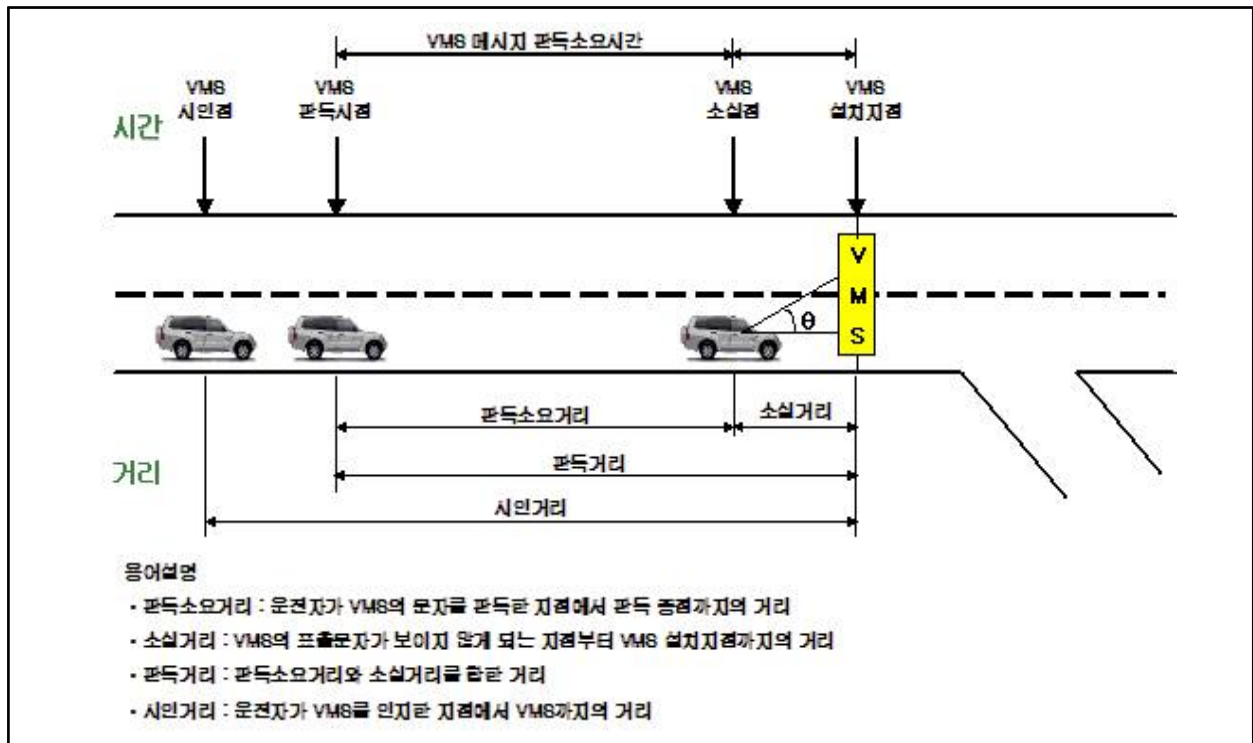 VMS 메시지 판독소요시간
VMS
시인점
VMS
판독시점
VMS
소실점
VMS
설치지점
시간
V
M
S
θ
판독소요거리
소실거리
판독거리
시인거리
거리
용어설명
· 판독소요거리 : 운전자가 VMS의 문자를 판독한 지점에서 판독 종점까지의 거리
· 소실거리 : VMS의 표출문자가 보이지 않게 되는 지점부터 VMS 설치지점까지의 거리
· 판독거리 : 판독소요거리와 소실거리를 합한 거리
· 시인거리 : 운전자가 VMS를 인지한 지점에서 VMS까지의 거리